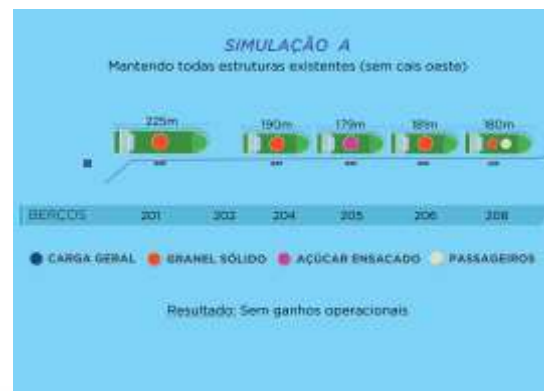 SIMULAÇÃO A
Mantendo todas estruturas existentes (sem cais oeste)
225m 190m 179m 189m 180m
BERÇOS 201 202 204 205 206 208
CARGA GERAL GRANEL SÓLIDO AÇÚCAR ENSACADO PASSAGEIROS
Resultado: Sem ganhos operacionais